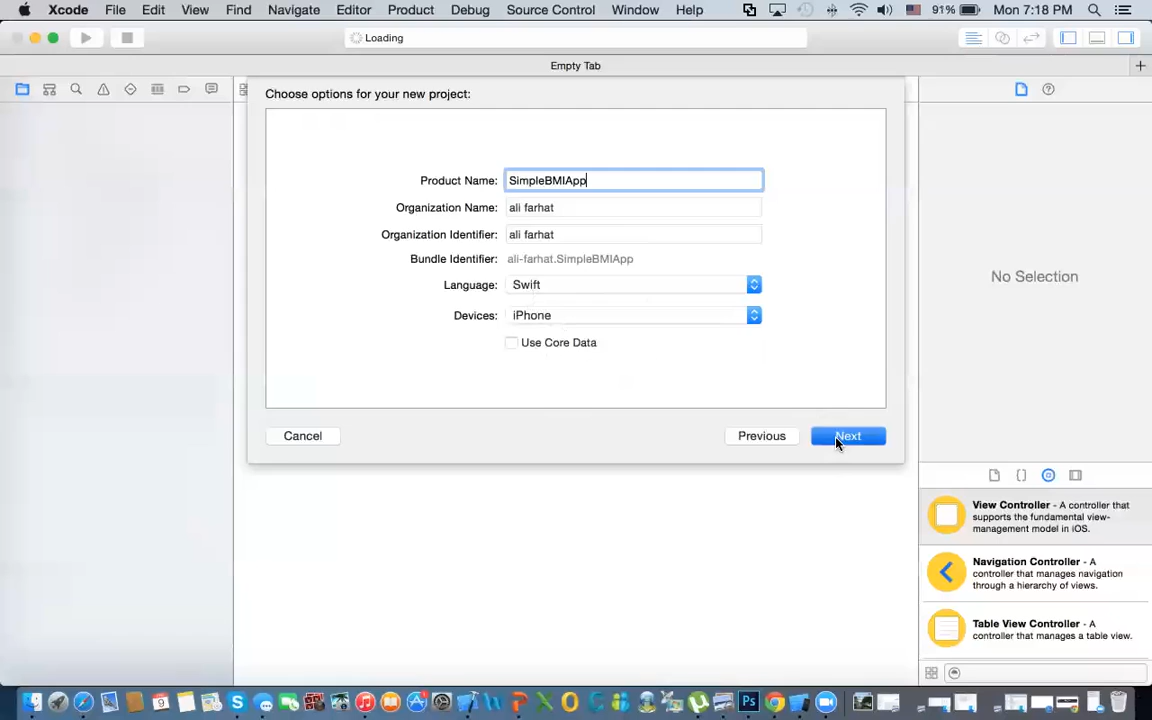 Xcode File Edit View Find Navigate Editor Product Debug Source Control Window Help 91% Mon 7:18 PM
Loading
Empty Tab
Choose options for your new project:
Product Name: SimpleBMIApp
Organization Name: ali farhat
Organization Identifier: ali farhat
Bundle Identifier: ali-farhat.SimpleBMIApp
Language: Swift
Devices: iPhone
Use Core Data
Cancel Previous Next
No Selection
View Controller - A controller that
supports the fundamental view-
management model in iOS.
Navigation Controller - A
controller that manages navigation
through a hierarchy of views.
Table View Controller - A
controller that manages a table view.